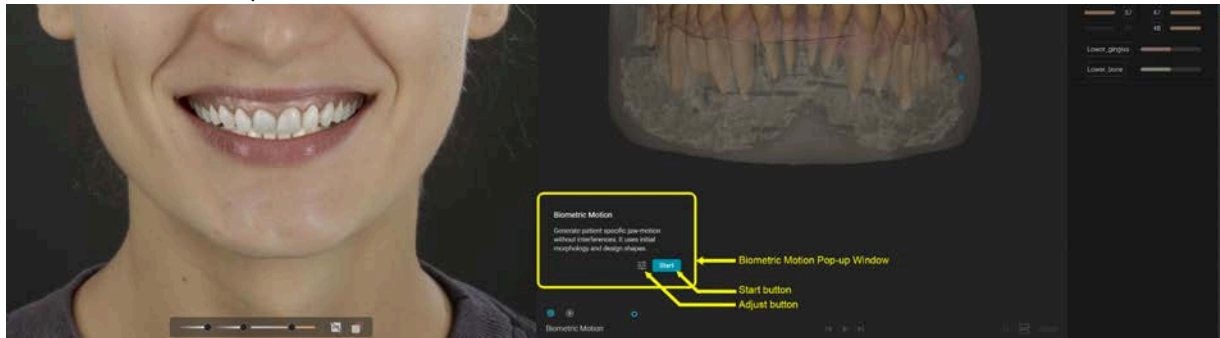 57 47
48
Lower_gingiva
Lower_bone
Biometric Motion
Generate patient specific jaw-motion
without interferences. It uses initial
morphology and design shapes.
Start
Biometric Motion Pop-up Window
Start button
Adjust button
Biometric Motion